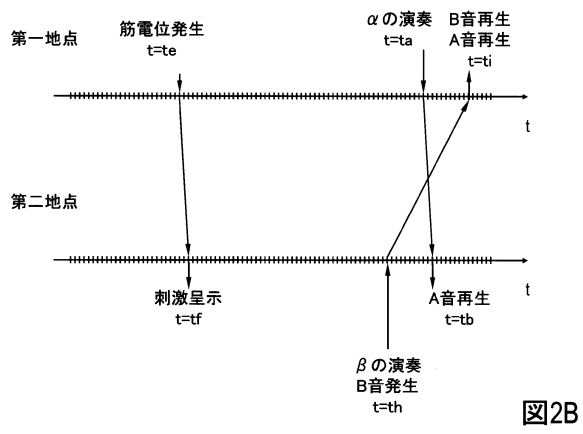 筋電位発生
t=te
αの演奏
t=ta
B音再生
A音再生
t=ti
第一地点
t
第二地点
t
刺激呈示
t=tf
A音再生
t=tb
βの演奏
B音発生
t=th
図2B